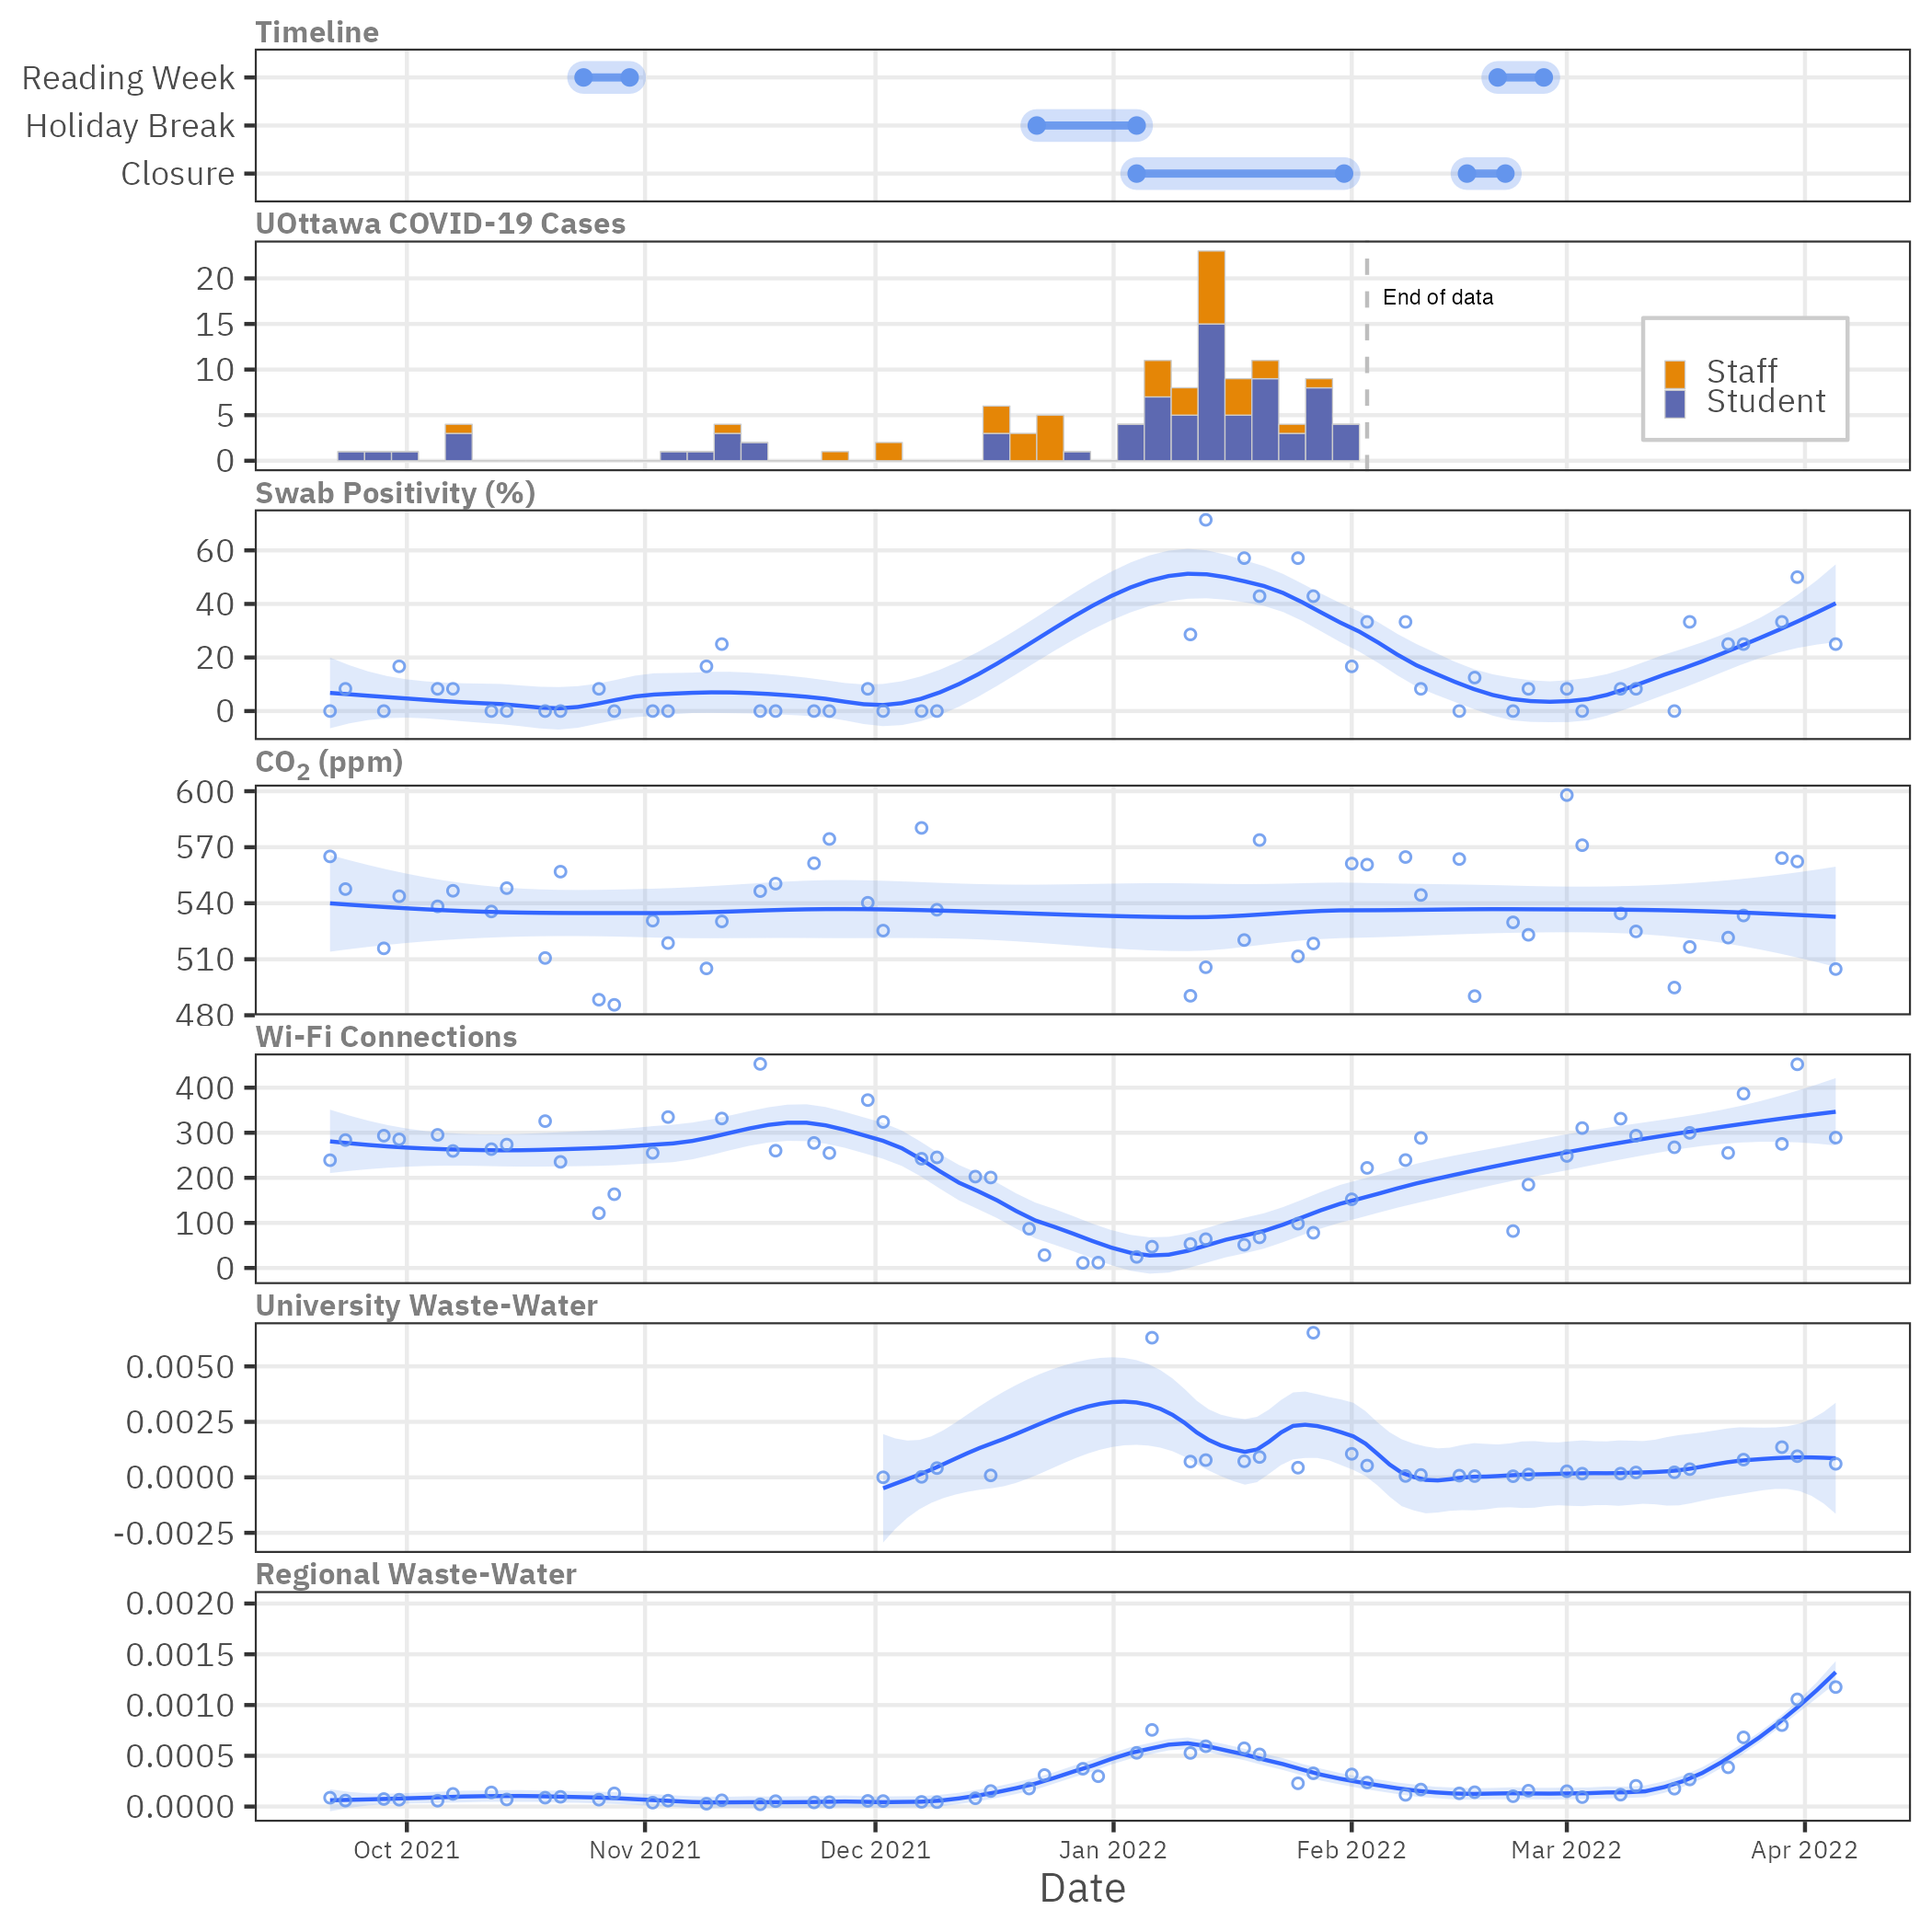 Timeline
Reading Week
Holiday Break
Closure
UOttawa COVID-19 Cases
20
15
10
5
0
End of data
Staff
Student
Swab Positivity (%)
60
40
20
0
CO₂ (ppm)
600
570
540
510
480
Wi-Fi Connections
400
300
200
100
0
University Waste-Water
0.0050
0.0025
0.0000
-0.0025
Regional Waste-Water
0.0020
0.0015
0.0010
0.0005
0.0000
Oct 2021 Nov 2021 Dec 2021 Jan 2022 Feb 2022 Mar 2022 Apr 2022
Date